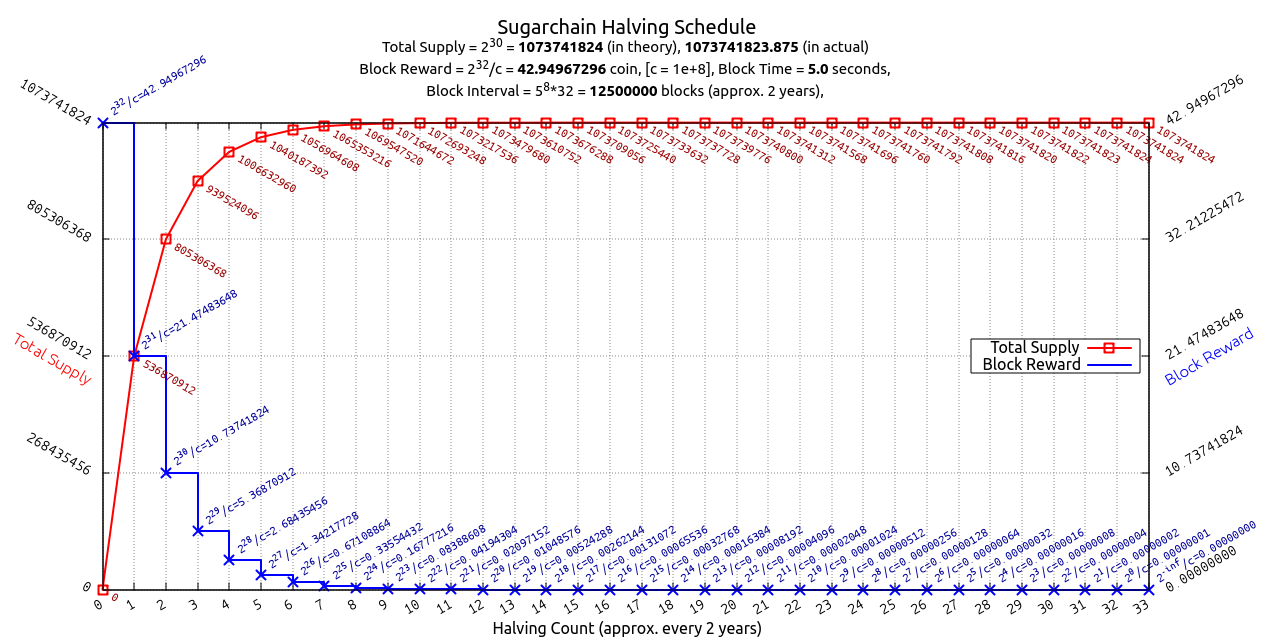 Sugarchain Halving Schedule
Total Supply = 2^30 = 1073741824 (in theory), 1073741823.875 (in actual)
Block Reward = 2^32/c = 42.94967296 coin, [c = 1e+8], Block Time = 5.0 seconds,
Block Interval = 5^8*32 = 12500000 blocks (approx. 2 years),
1073741824
805306368
536870912
268435456
0
Total Supply
42.94967296
32.21225472
21.47483648
10.73741824
0.00000000
Block Reward
Total Supply
Block Reward
0
536870912
805306368
939524096
1006632960
1040187392
1056964608
1065353216
1069547520
1071644672
1072693248
1073217536
1073479680
1073610752
1073676288
1073709056
1073725440
1073733632
1073737728
1073739776
1073740800
1073741312
1073741568
1073741696
1073741760
1073741792
1073741808
1073741816
1073741820
1073741822
1073741823
1073741824
1073741824
1073741824
2^32/c=42.94967296
2^31/c=21.47483648
2^30/c=10.73741824
2^29/c=5.36870912
2^28/c=2.68435456
2^27/c=1.34217728
2^26/c=0.67108864
2^25/c=0.33554432
2^24/c=0.16777216
2^23/c=0.08388608
2^22/c=0.04194304
2^21/c=0.02097152
2^20/c=0.01048576
2^19/c=0.00524288
2^18/c=0.00262144
2^17/c=0.00131072
2^16/c=0.00065536
2^15/c=0.00032768
2^14/c=0.00016384
2^13/c=0.00008192
2^12/c=0.00004096
2^11/c=0.00002048
2^10/c=0.00001024
2^9/c=0.00000512
2^8/c=0.00000256
2^7/c=0.00000128
2^6/c=0.00000064
2^5/c=0.00000032
2^4/c=0.00000016
2^3/c=0.00000008
2^2/c=0.00000004
2^1/c=0.00000002
2^0/c=0.00000001
2^-inf/c=0.00000000
0 1 2 3 4 5 6 7 8 9 10 11 12 13 14 15 16 17 18 19 20 21 22 23 24 25 26 27 28 29 30 31 32 33
Halving Count (approx. every 2 years)